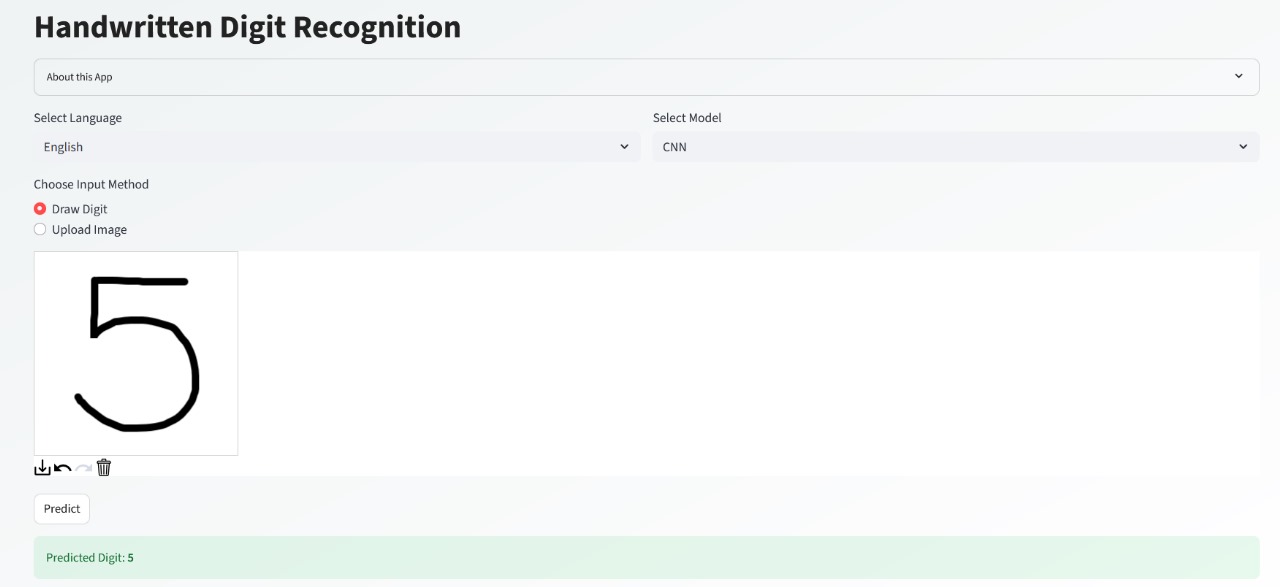 Handwritten Digit Recognition
About this App
Select Language
Select Model
English
CNN
Choose Input Method
Draw Digit
Upload Image
5
Predict
Predicted Digit: 5